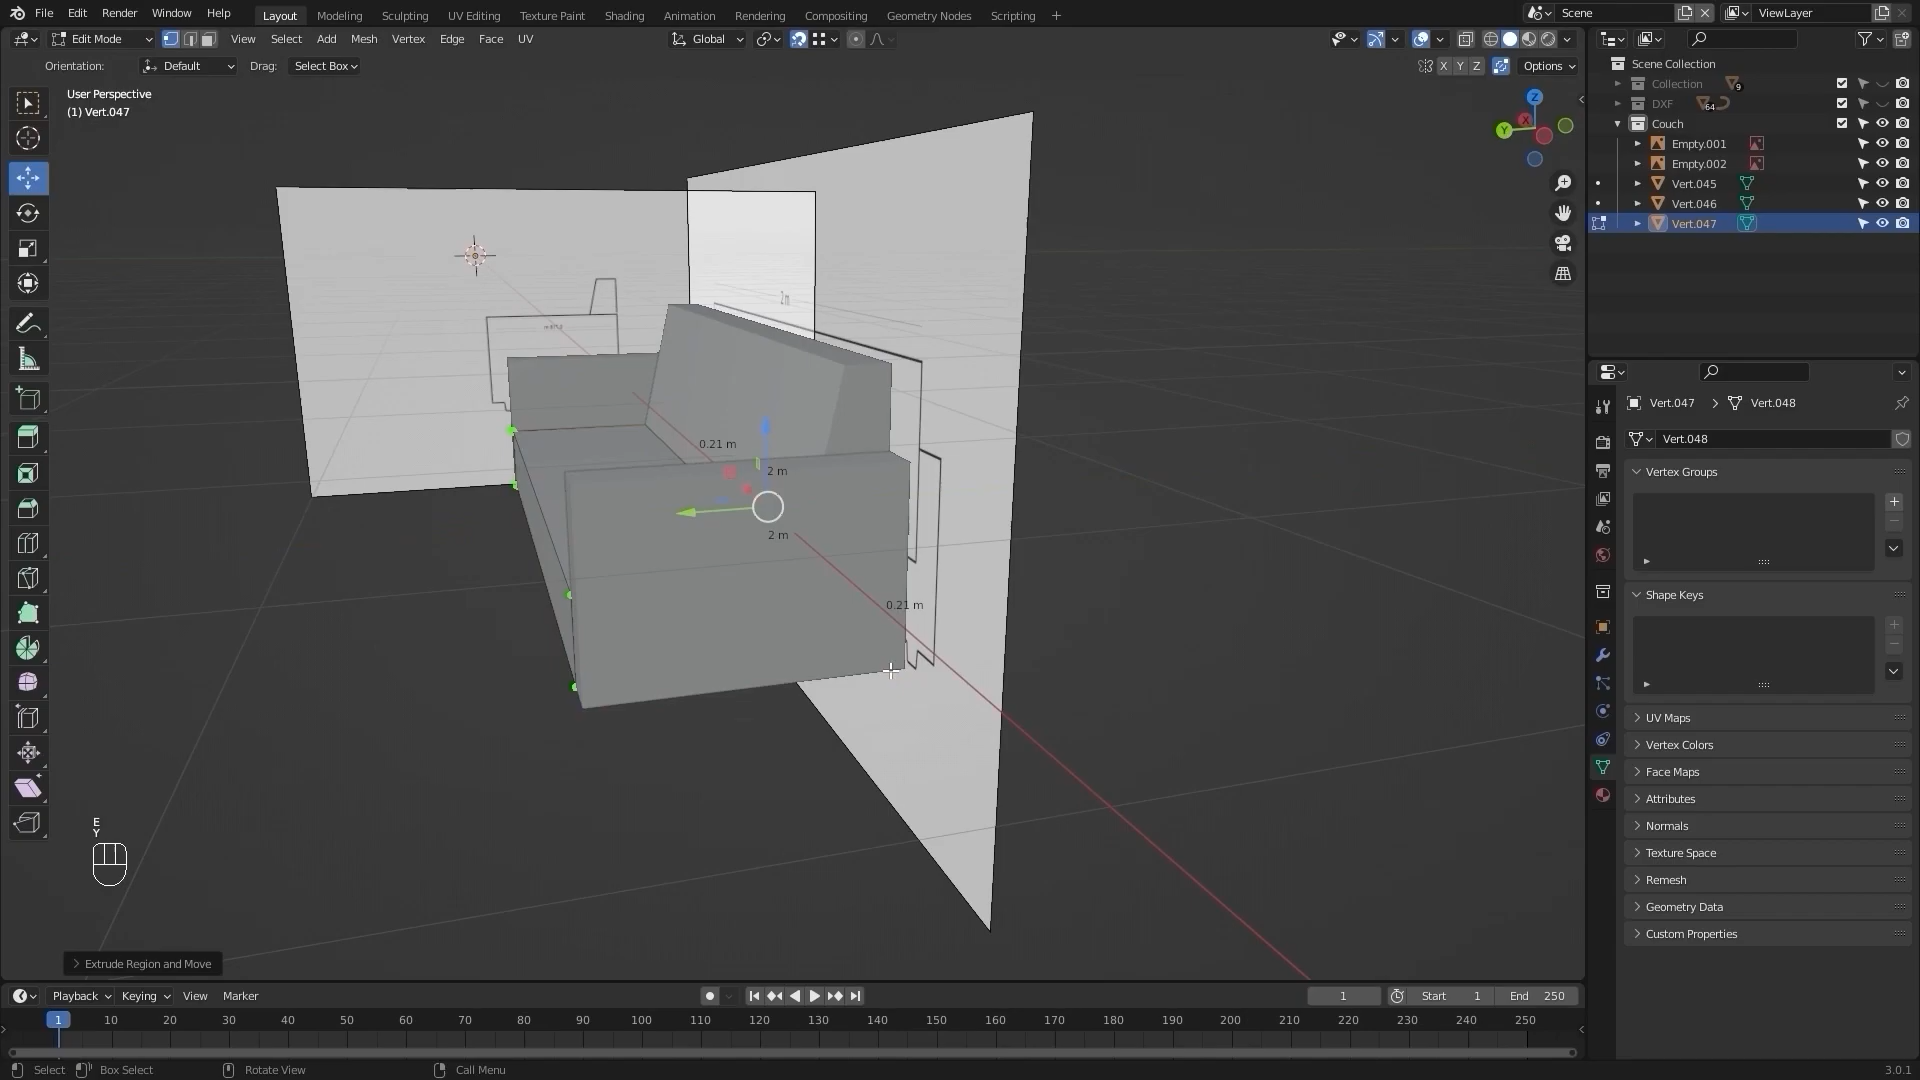 File Edit Render Window Help Layout Modeling Sculpting UV Editing Texture Paint Shading Animation Rendering Compositing Geometry Nodes Scripting + Scene ViewLayer
Edit Mode View Select Add Mesh Vertex Edge Face UV Global
Orientation: Default Drag: Select Box X Y Z Options
User Perspective
(1) Vert.047
Scene Collection
Collection 9
DXF 64
Couch
Empty.001
Empty.002
Vert.045
Vert.046
Vert.047
Z
Y
X
2m
0.21 m
2 m
2 m
0.21 m
Vert.047 > Vert.048
Vert.048
Vertex Groups
Shape Keys
UV Maps
Vertex Colors
Face Maps
Attributes
Normals
Texture Space
Remesh
Geometry Data
Custom Properties
E
Y
Extrude Region and Move
Playback Keying View Marker 1 Start 1 End 250
1 10 20 30 40 50 60 70 80 90 100 110 120 130 140 150 160 170 180 190 200 210 220 230 240 250
Select Box Select Rotate View Call Menu 3.0.1